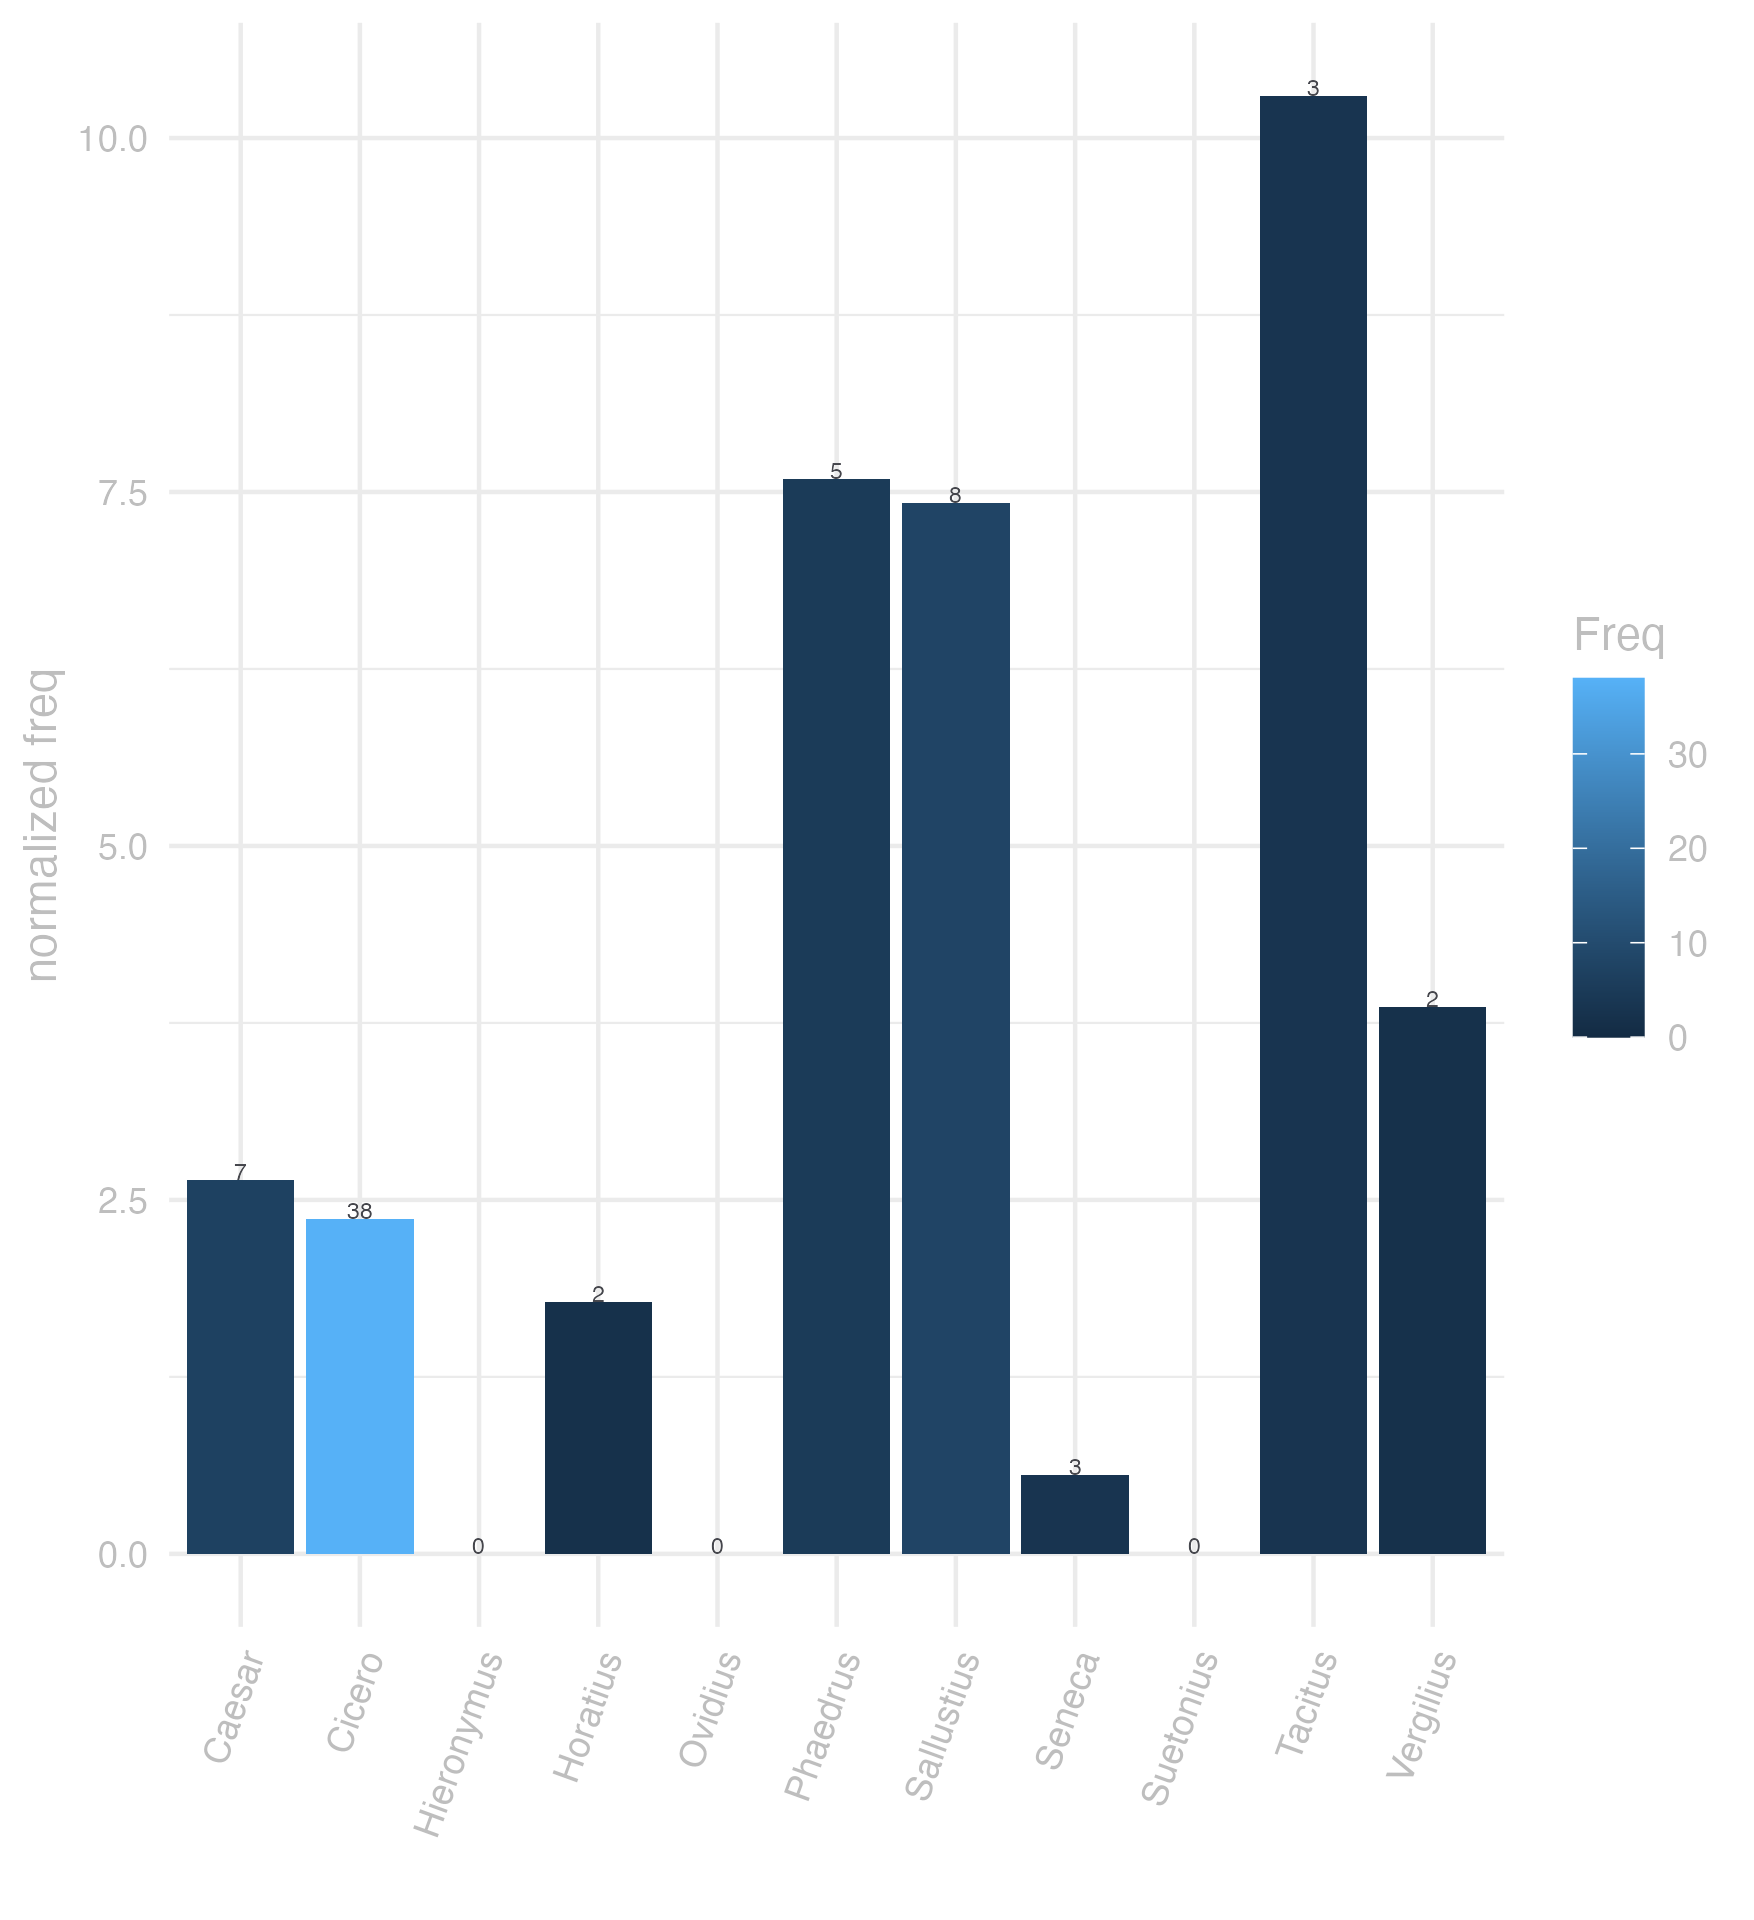 normalized freq
10.0
7.5
5.0
2.5
0.0
7
38
0
2
0
5
8
3
0
3
2
Caesar
Cicero
Hieronymus
Horatius
Ovidius
Phaedrus
Sallustius
Seneca
Suetonius
Tacitus
Vergilius
Freq
30
20
10
0